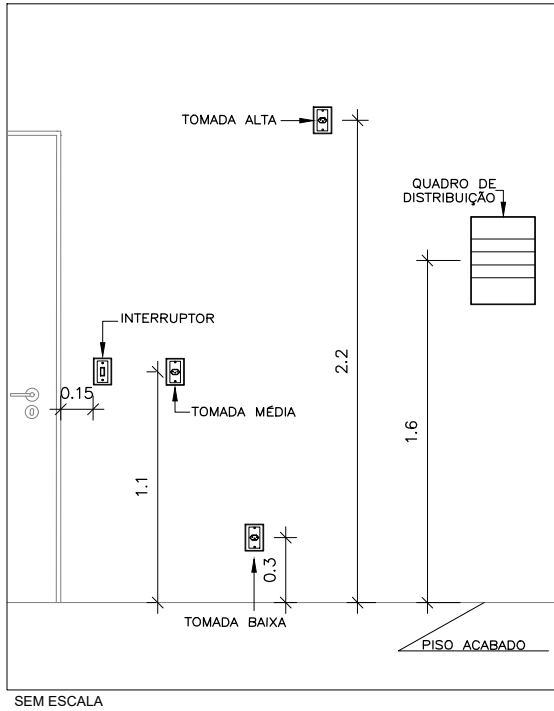 TOMADA ALTA
QUADRO DE
DISTRIBUIÇÃO
INTERRUPTOR
0.15
TOMADA MÉDIA
2.2
1.6
1.1
0.3
TOMADA BAIXA
PISO ACABADO
SEM ESCALA